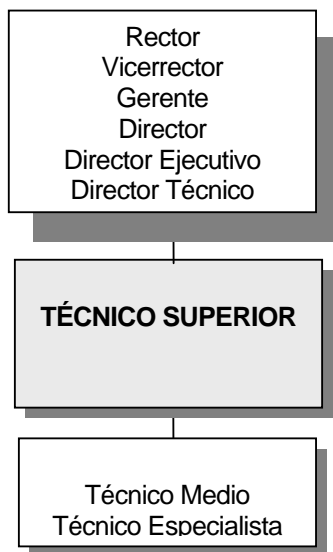 Rector
Vicerrector
Gerente
Director
Director Ejecutivo
Director Técnico
TÉCNICO SUPERIOR
Técnico Medio
Técnico Especialista